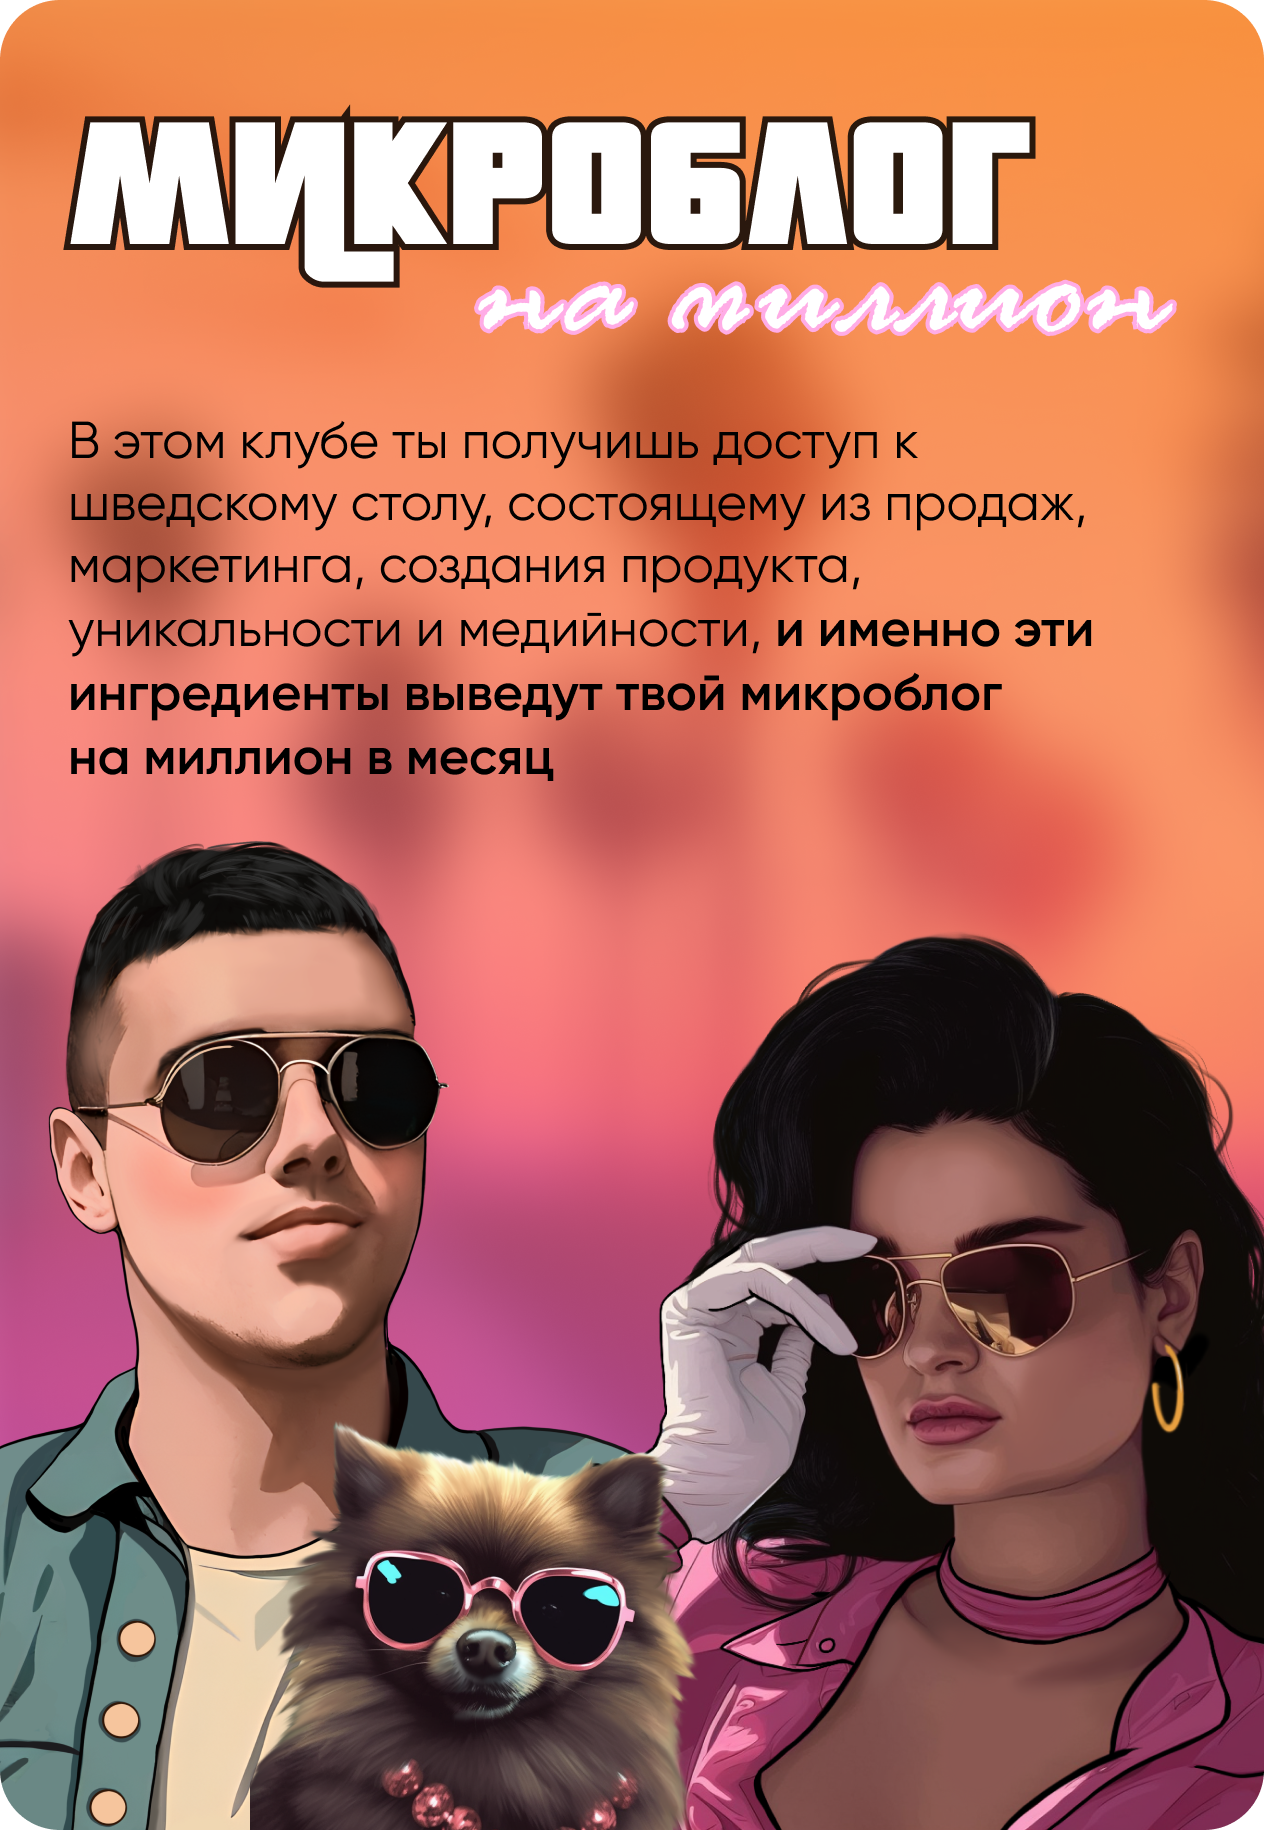 МИКРОБЛОГ
на миллион
В этом клубе ты получишь доступ к
шведскому столу, состоящему из продаж,
маркетинга, создания продукта,
уникальности и медийности, и именно эти
ингредиенты выведут твой микроблог
на миллион в месяц